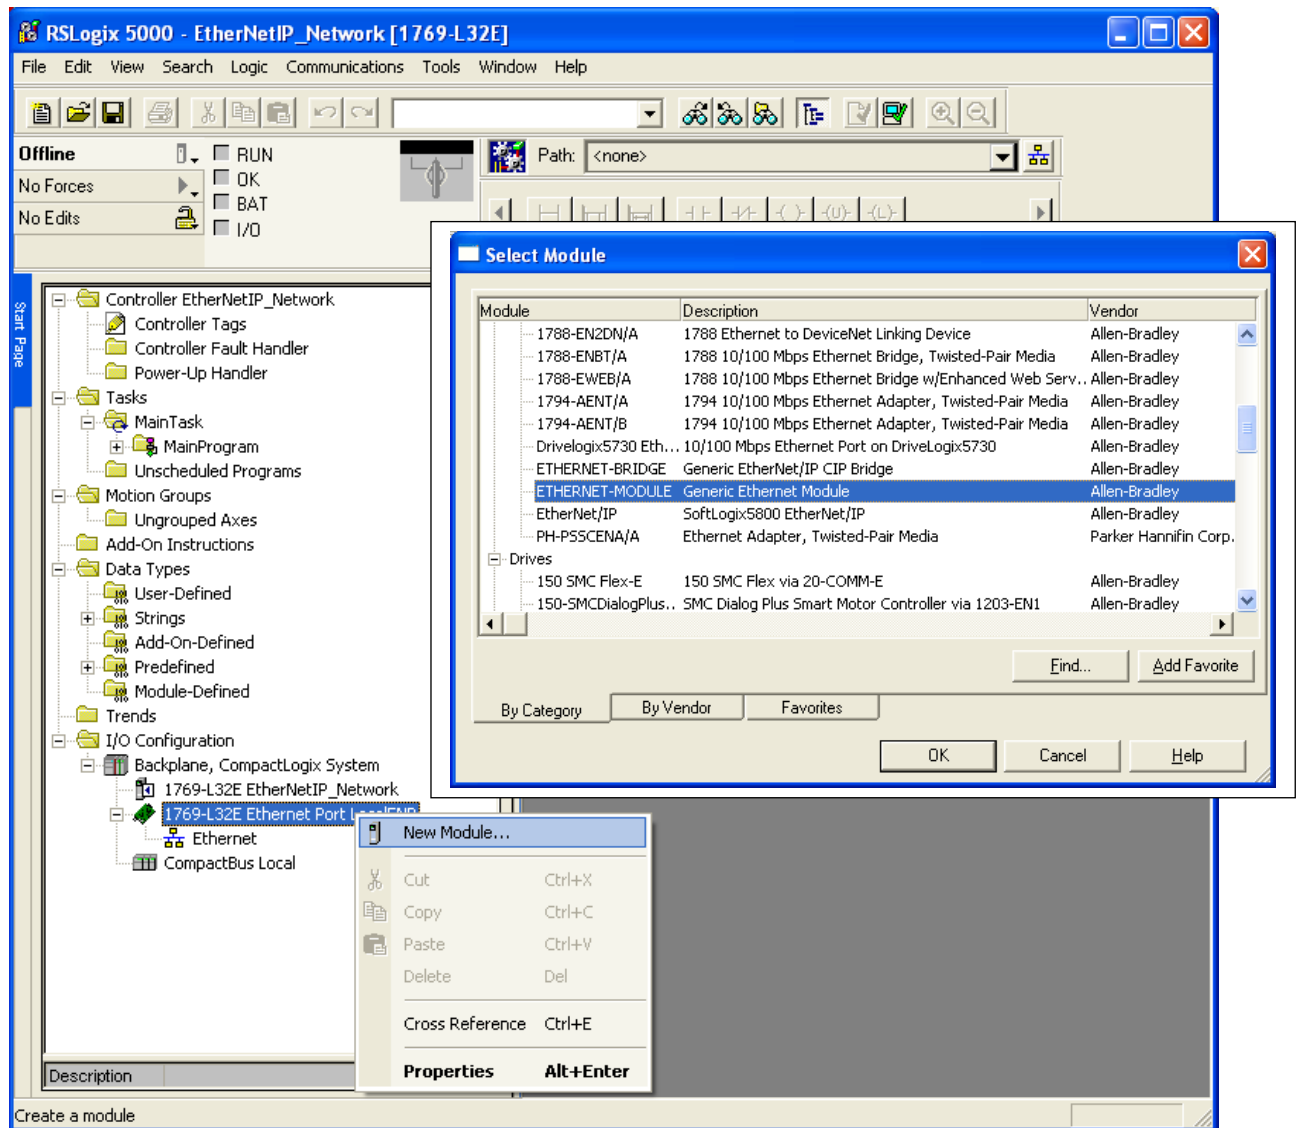 RSLogix 5000 - EtherNetIP_Network [1769-L32E]
File Edit View Search Logic Communications Tools Window Help
Offline
RUN
Path: <none>
No Forces
OK
BAT
No Edits
I/O
Start Page
Controller EtherNetIP_Network
Controller Tags
Controller Fault Handler
Power-Up Handler
Tasks
MainTask
MainProgram
Unscheduled Programs
Motion Groups
Ungrouped Axes
Add-On Instructions
Data Types
User-Defined
Strings
Add-On-Defined
Predefined
Module-Defined
Trends
I/O Configuration
Backplane, CompactLogix System
1769-L32E EtherNetIP_Network
1769-L32E Ethernet Port LocalENB
Ethernet
CompactBus Local
Description
Create a module
Select Module
Module Description Vendor
1788-EN2DN/A 1788 Ethernet to DeviceNet Linking Device Allen-Bradley
1788-ENBT/A 1788 10/100 Mbps Ethernet Bridge, Twisted-Pair Media Allen-Bradley
1788-EWEB/A 1788 10/100 Mbps Ethernet Bridge w/Enhanced Web Serv... Allen-Bradley
1794-AENT/A 1794 10/100 Mbps Ethernet Adapter, Twisted-Pair Media Allen-Bradley
1794-AENT/B 1794 10/100 Mbps Ethernet Adapter, Twisted-Pair Media Allen-Bradley
Drivelogix5730 Eth... 10/100 Mbps Ethernet Port on DriveLogix5730 Allen-Bradley
ETHERNET-BRIDGE Generic EtherNet/IP CIP Bridge Allen-Bradley
ETHERNET-MODULE Generic Ethernet Module Allen-Bradley
EtherNet/IP SoftLogix5800 EtherNet/IP Allen-Bradley
PH-PSSCENA/A Ethernet Adapter, Twisted-Pair Media Parker Hannifin Corp.
Drives
150 SMC Flex-E 150 SMC Flex via 20-COMM-E Allen-Bradley
150-SMCDialogPlus... SMC Dialog Plus Smart Motor Controller via 1203-EN1 Allen-Bradley
Find... Add Favorite
By Category By Vendor Favorites
OK Cancel Help
New Module...
Cut Ctrl+X
Copy Ctrl+C
Paste Ctrl+V
Delete Del
Cross Reference Ctrl+E
Properties Alt+Enter